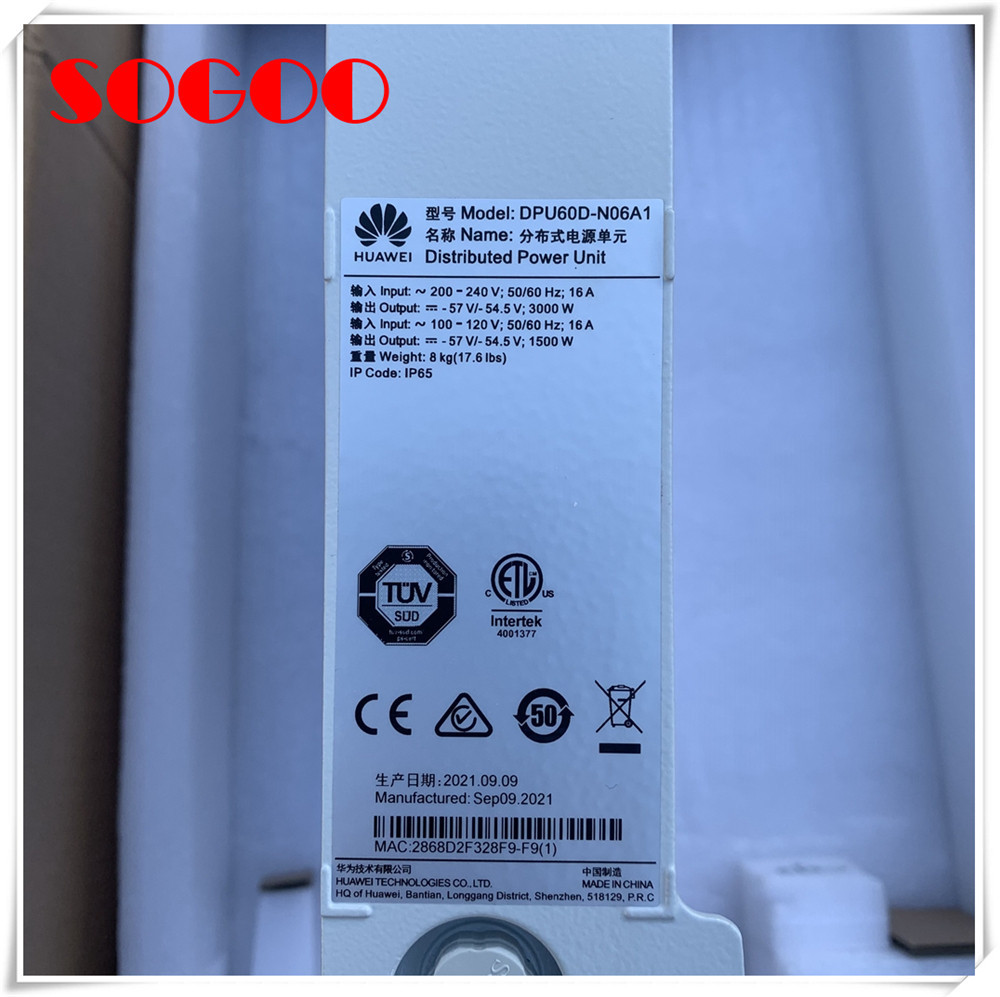 SOGOO
HUAWEI
型号 Model: DPU60D-N06A1
名称 Name: 分布式电源单元
Distributed Power Unit
输入 Input: ~ 200 - 240 V; 50/60 Hz; 16 A
输出 Output: ⎓ - 57 V/- 54.5 V; 3000 W
输入 Input: ~ 100 - 120 V; 50/60 Hz; 16 A
输出 Output: ⎓ - 57 V/- 54.5 V; 1500 W
重量 Weight: 8 kg(17.6 lbs)
IP Code: IP65
TÜV
SÜD
C ETL US
LISTED
Intertek
4001377
CE
50
生产日期: 2021.09.09
Manufactured: Sep09.2021
MAC:2868D2F328F9-F9(1)
华为技术有限公司 中国制造
HUAWEI TECHNOLOGIES CO., LTD. MADE IN CHINA
HQ of Huawei, Bantian, Longgang District, Shenzhen, 518129, P.R.C